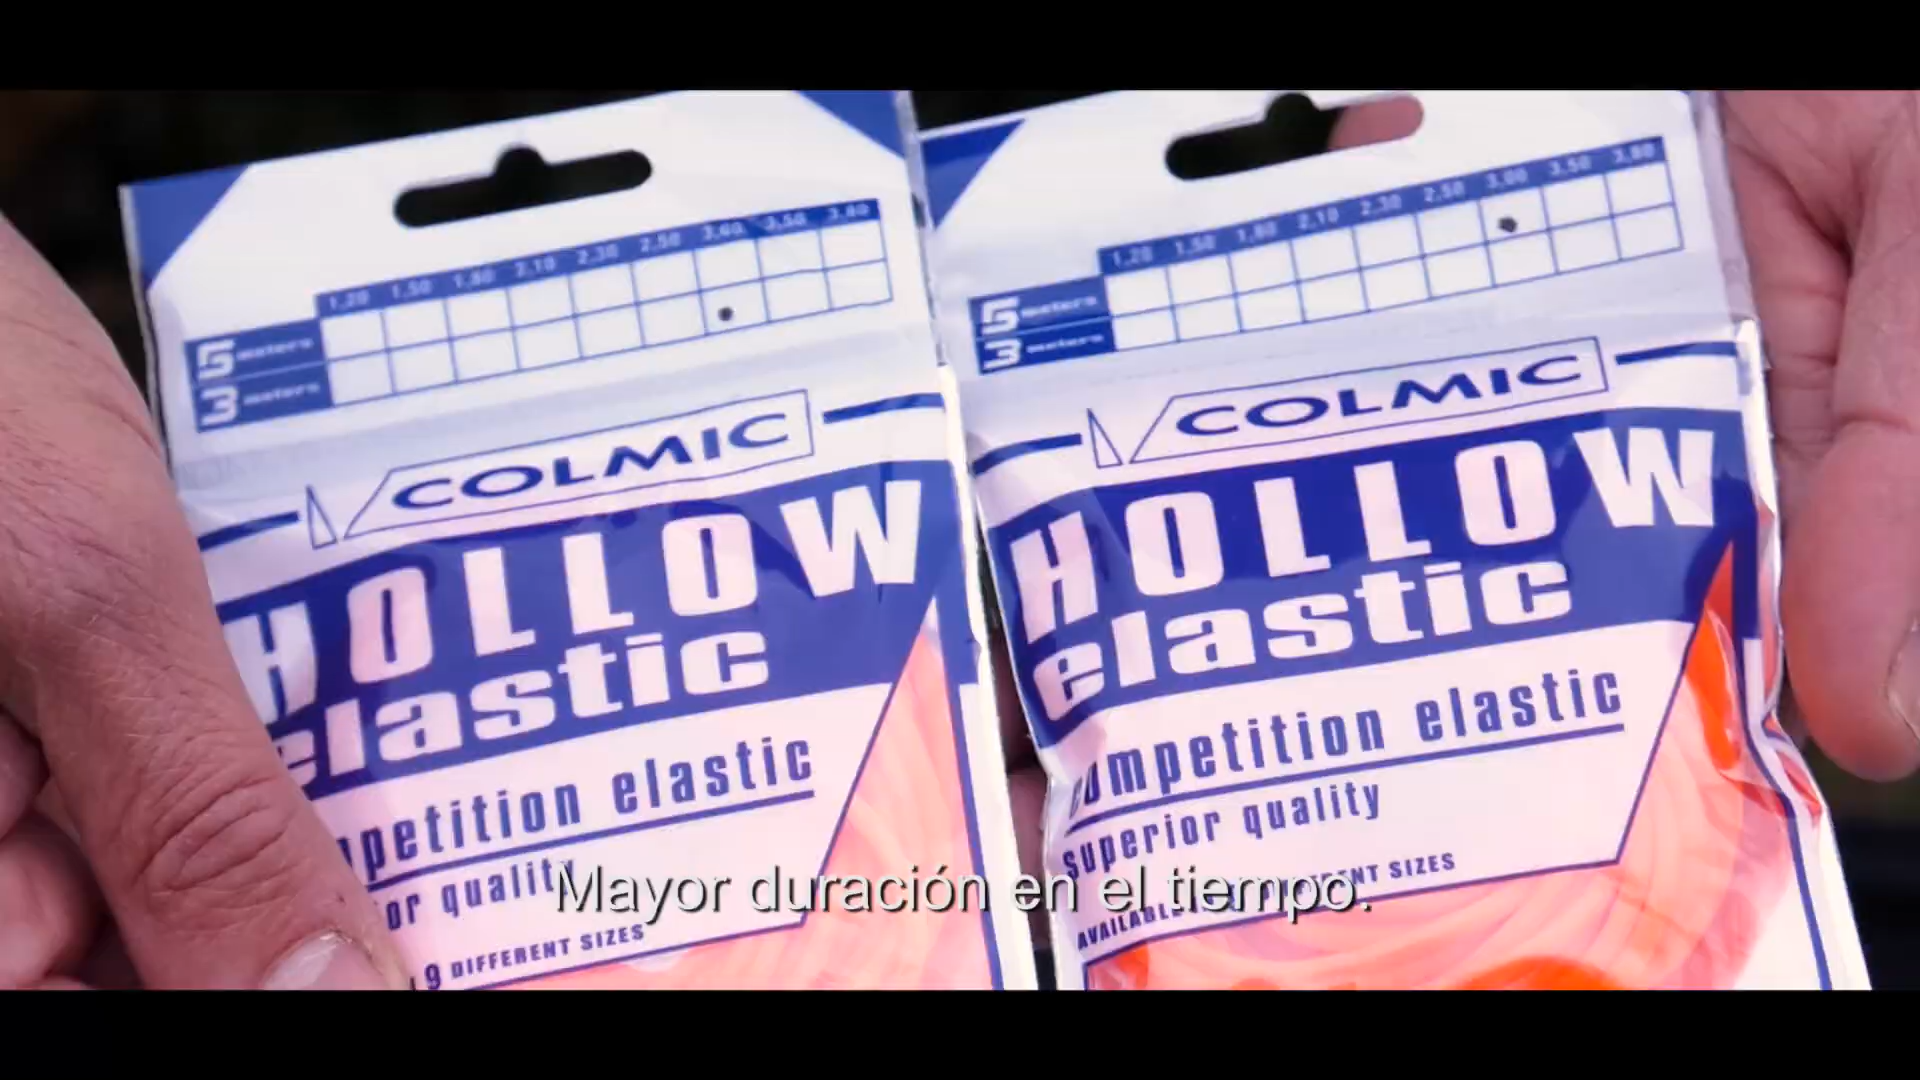 1,20 1,50 1,80 2,10 2,30 2,50 3,00 3,50 3,80
5 meters
3 meters
COLMIC
HOLLOW
elastic
mpetition elastic
or quality
9 DIFFERENT SIZES
1,20 1,50 1,80 2,10 2,30 2,50 3,00 3,50 3,80
5 meters
3 meters
COLMIC
HOLLOW
elastic
competition elastic
superior quality
AVAILABLE DIFFERENT SIZES
Mayor duración en el tiempo.